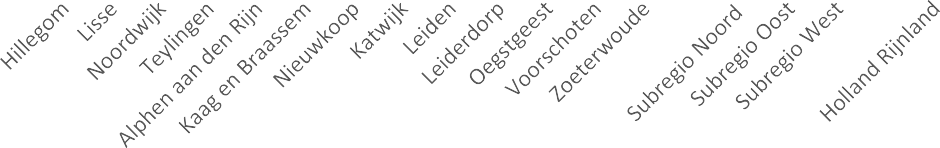 Hillegom
Lisse
Noordwijk
Teylingen
Alphen aan den Rijn
Kaag en Braassem
Nieuwkoop
Katwijk
Leiden
Leiderdorp
Oegstgeest
Voorschoten
Zoeterwoude
Subregio Noord
Subregio Oost
Subregio West
Holland Rijnland